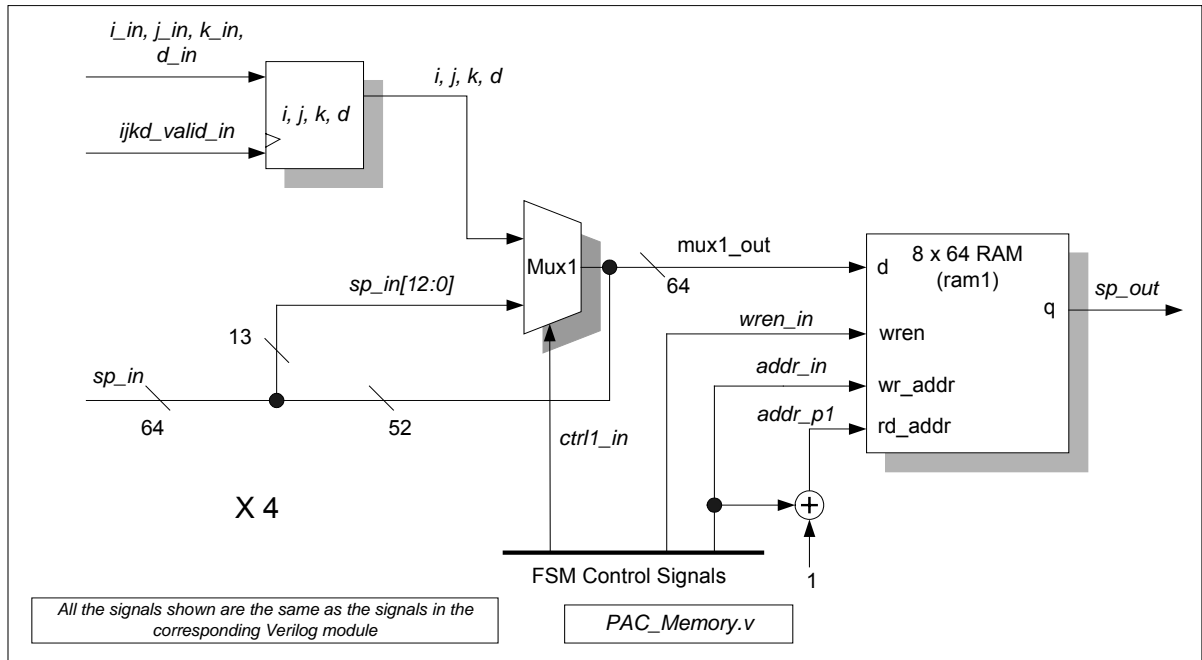 i_in, j_in, k_in,
d_in
i, j, k, d
i, j, k, d
ijkd_valid_in
Mux1
mux1_out
64
8 x 64 RAM
(ram1)
d
q
sp_out
sp_in[12:0]
13
wren_in
wren
sp_in
64
52
addr_in
wr_addr
addr_p1
rd_addr
ctrl1_in
X 4
+
1
FSM Control Signals
All the signals shown are the same as the signals in the
corresponding Verilog module
PAC_Memory.v